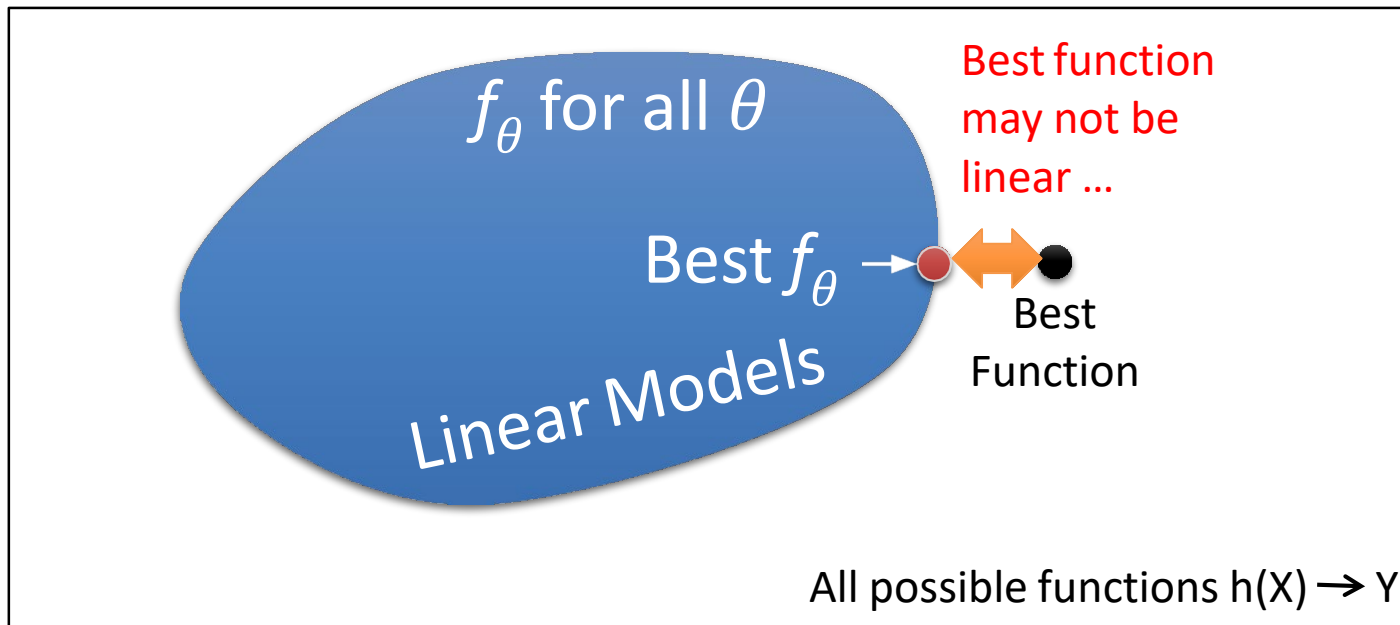 f_θ for all θ
Best function
may not be
linear ...
Best f_θ
Best
Function
Linear Models
All possible functions h(X) → Y